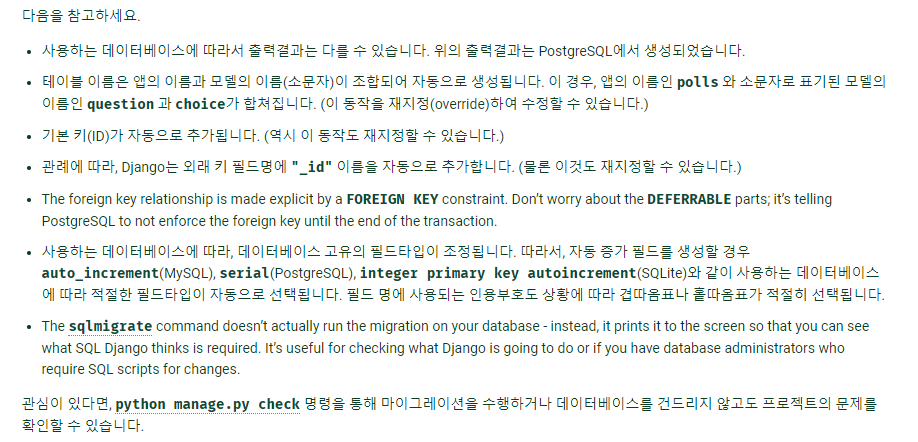 다음을 참고하세요.
• 사용하는 데이터베이스에 따라서 출력결과는 다를 수 있습니다. 위의 출력결과는 PostgreSQL에서 생성되었습니다.
• 테이블 이름은 앱의 이름과 모델의 이름(소문자)이 조합되어 자동으로 생성됩니다. 이 경우, 앱의 이름인 polls 와 소문자로 표기된 모델의
이름인 question 과 choice가 합쳐집니다. (이 동작을 재지정(override)하여 수정할 수 있습니다.)
• 기본 키(ID)가 자동으로 추가됩니다. (역시 이 동작도 재지정할 수 있습니다.)
• 관례에 따라, Django는 외래 키 필드명에 "_id" 이름을 자동으로 추가합니다. (물론 이것도 재지정할 수 있습니다.)
• The foreign key relationship is made explicit by a FOREIGN KEY constraint. Don’t worry about the DEFERRABLE parts; it’s telling
PostgreSQL to not enforce the foreign key until the end of the transaction.
• 사용하는 데이터베이스에 따라, 데이터베이스 고유의 필드타입이 조정됩니다. 따라서, 자동 증가 필드를 생성할 경우
auto_increment(MySQL), serial(PostgreSQL), integer primary key autoincrement(SQLite)와 같이 사용하는 데이터베이스
에 따라 적절한 필드타입이 자동으로 선택됩니다. 필드 명에 사용되는 인용부호도 상황에 따라 겹따옴표나 홑따옴표가 적절히 선택됩니다.
• The sqlmigrate command doesn’t actually run the migration on your database - instead, it prints it to the screen so that you can see
what SQL Django thinks is required. It’s useful for checking what Django is going to do or if you have database administrators who
require SQL scripts for changes.
관심이 있다면, python manage.py check 명령을 통해 마이그레이션을 수행하거나 데이터베이스를 건드리지 않고도 프로젝트의 문제를
확인할 수 있습니다.